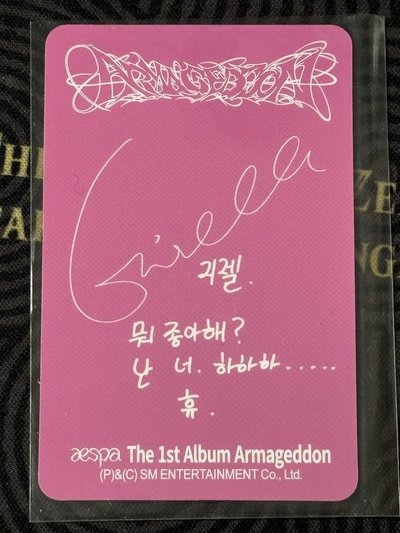 ARMAGEDDON
Giselle
지젤.
뭐 좋아해?
난 너. 하하하.....
휴.
aespa The 1st Album Armageddon
(P)&(C) SM ENTERTAINMENT Co., Ltd.